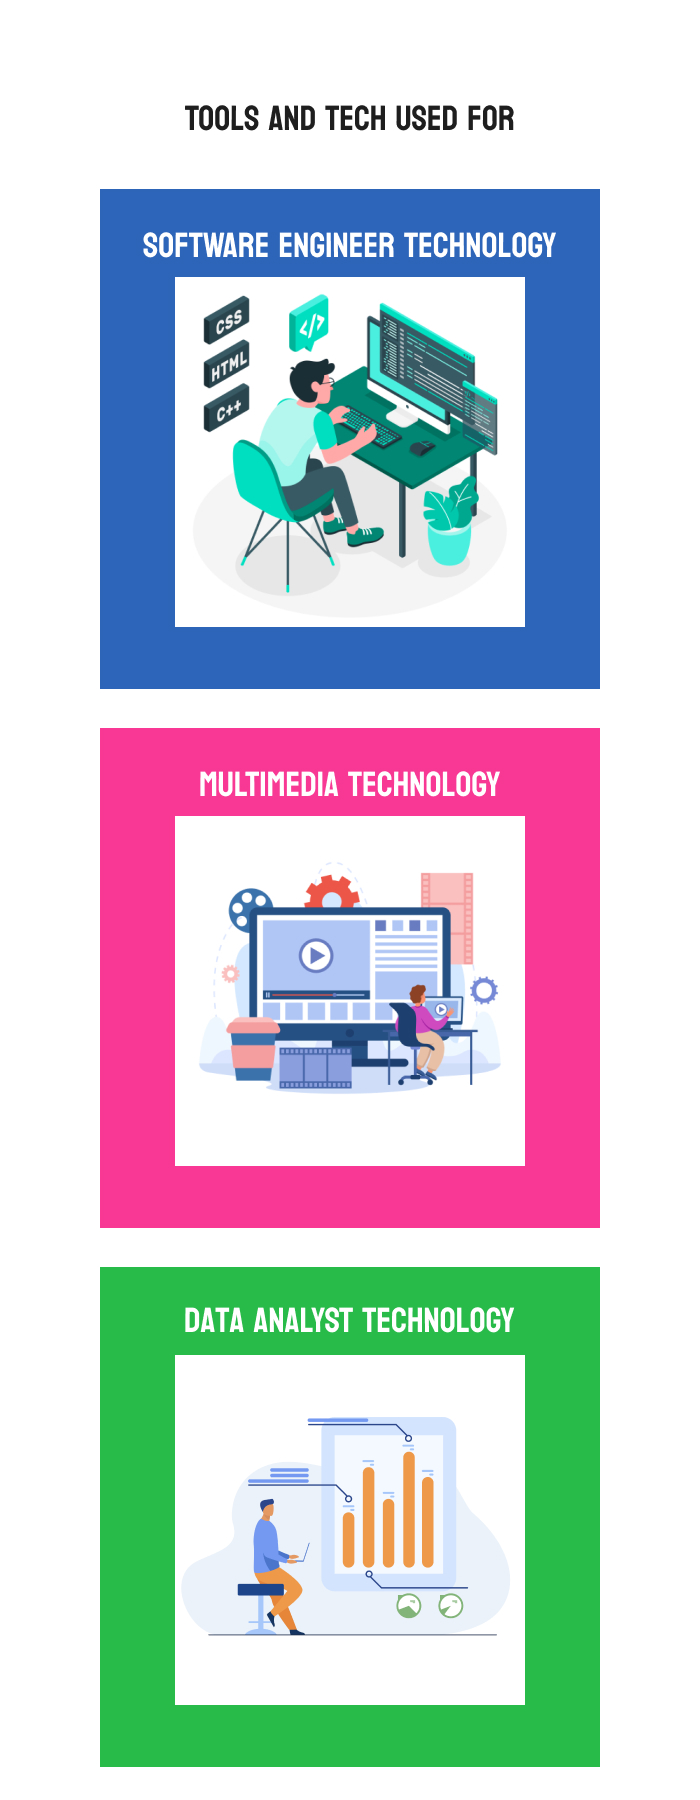 TOOLS AND TECH USED FOR
SOFTWARE ENGINEER TECHNOLOGY
CSS
</>
HTML
C++
MULTIMEDIA TECHNOLOGY
DATA ANALYST TECHNOLOGY